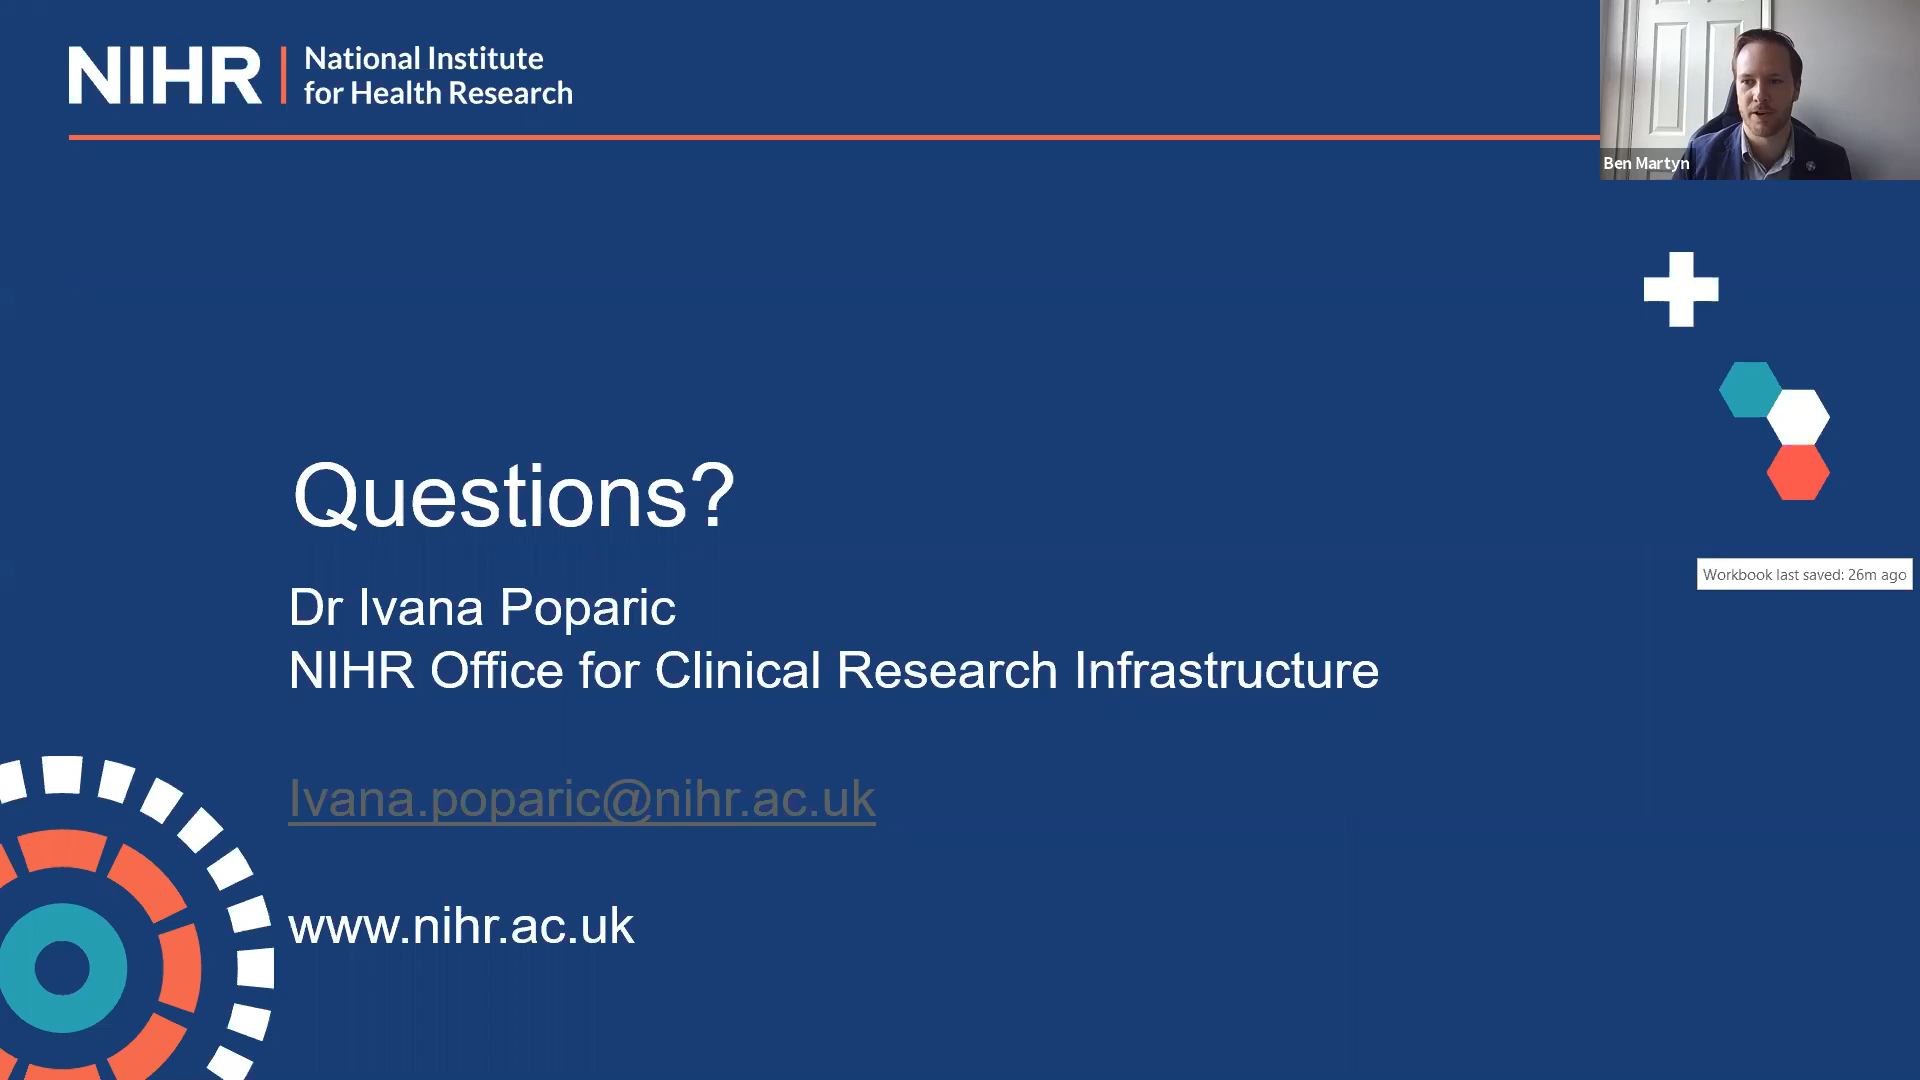 NIHR
National Institute
for Health Research
Ben Martyn
Questions?
Workbook last saved: 26m ago
Dr Ivana Poparic
NIHR Office for Clinical Research Infrastructure
Ivana.poparic@nihr.ac.uk
www.nihr.ac.uk